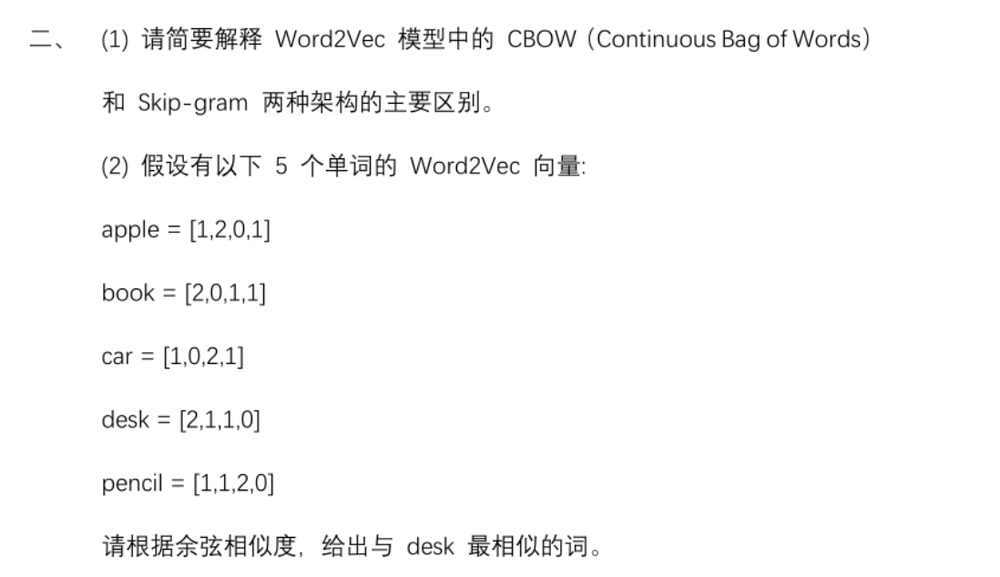 二、 (1) 请简要解释 Word2Vec 模型中的 CBOW（Continuous Bag of Words）
和 Skip-gram 两种架构的主要区别。
(2) 假设有以下 5 个单词的 Word2Vec 向量:
apple = [1,2,0,1]
book = [2,0,1,1]
car = [1,0,2,1]
desk = [2,1,1,0]
pencil = [1,1,2,0]
请根据余弦相似度，给出与 desk 最相似的词。